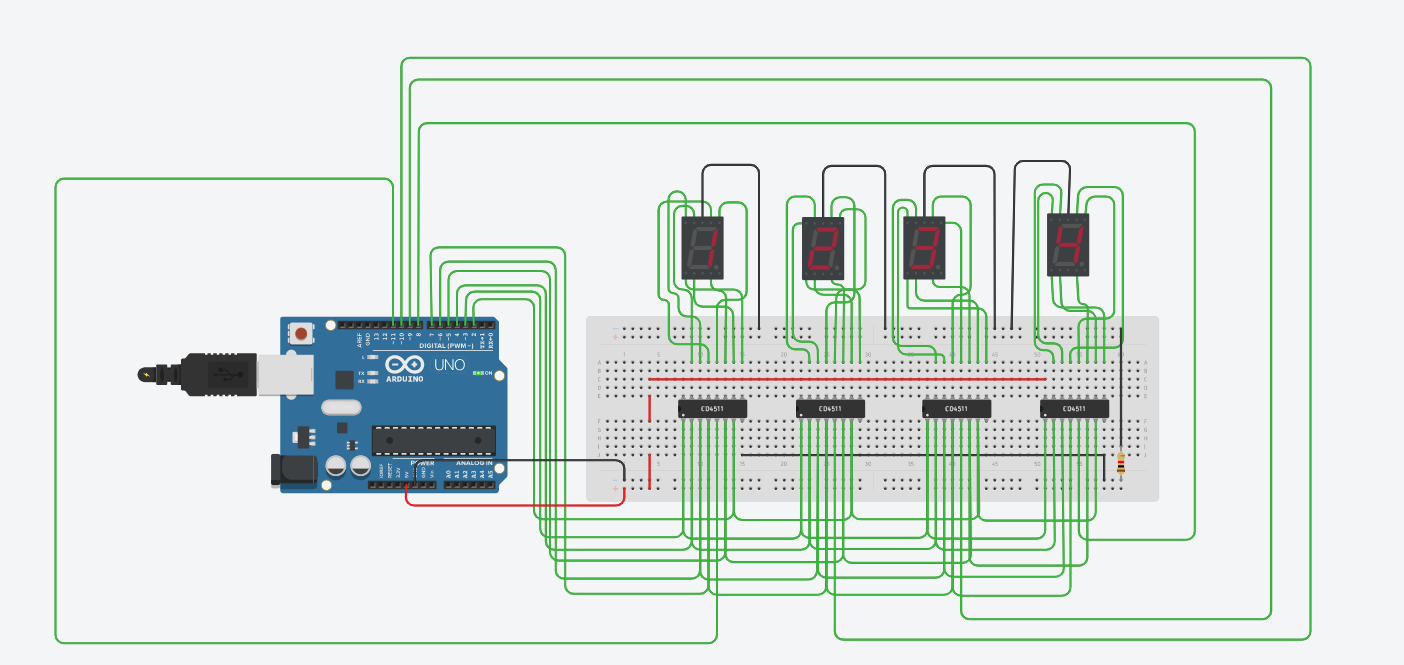 AREF
GND
13
12
~11
~10
~9
8
7
~6
~5
4
~3
2
TX→1
RX←0
DIGITAL (PWM~)
L
TX
RX
UNO
ON
ARDUINO
POWER
ANALOG IN
IOREF
RESET
3.3V
5V
GND
GND
Vin
A0
A1
A2
A3
A4
A5
1
2
3
4
CD4511
CD4511
CD4511
CD4511